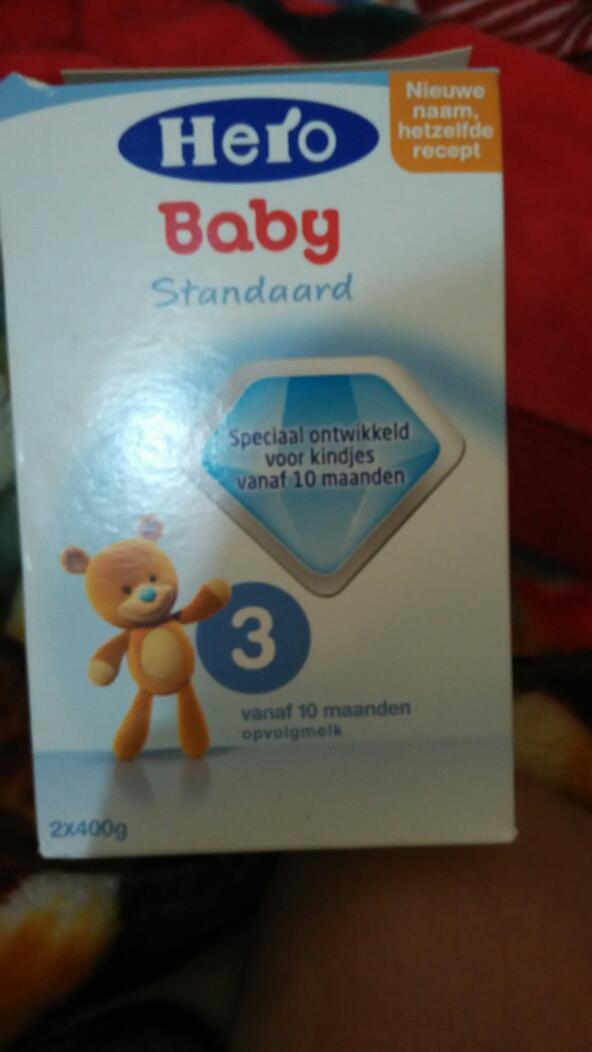 Hero
Nieuwe
naam,
hetzelfde
recept
Baby
Standaard
Speciaal ontwikkeld
voor kindjes
vanaf 10 maanden
3
vanaf 10 maanden
opvolgmelk
2x400g